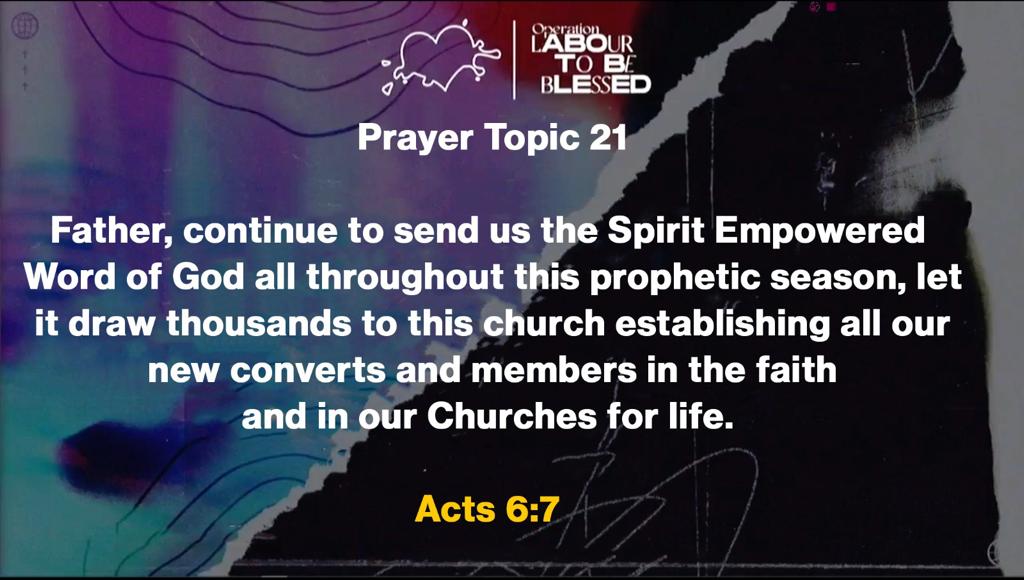 Operation
LABOUR
TO BE
BLESSED
Prayer Topic 21
Father, continue to send us the Spirit Empowered
Word of God all throughout this prophetic season, let
it draw thousands to this church establishing all our
new converts and members in the faith
and in our Churches for life.
Acts 6:7